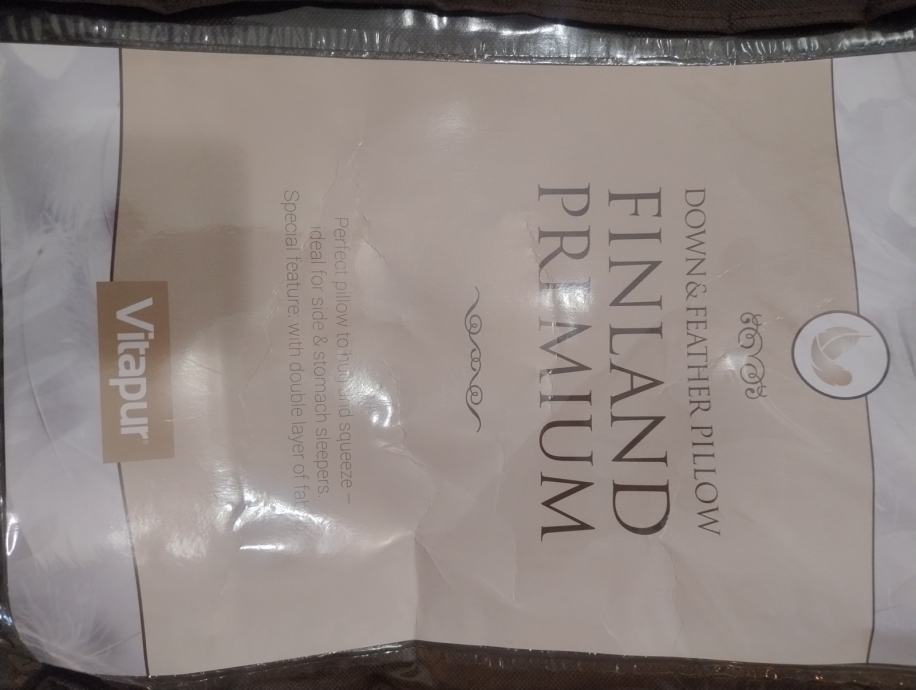 DOWN & FEATHER PILLOW
FINLAND
PREMIUM
Perfect pillow to hug and squeeze –
ideal for side & stomach sleepers.
Special feature: with double layer of
Vitapur